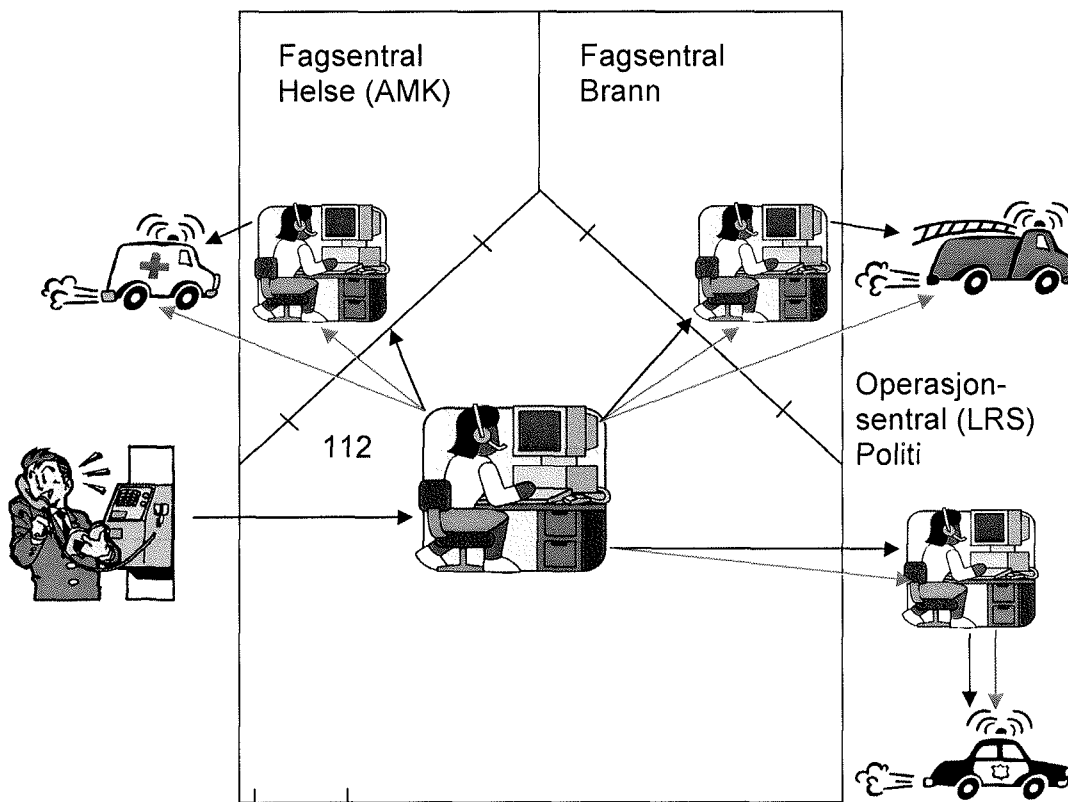 Fagsentral
Helse (AMK)
Fagsentral
Brann
Operasjon-
sentral (LRS)
Politi
112